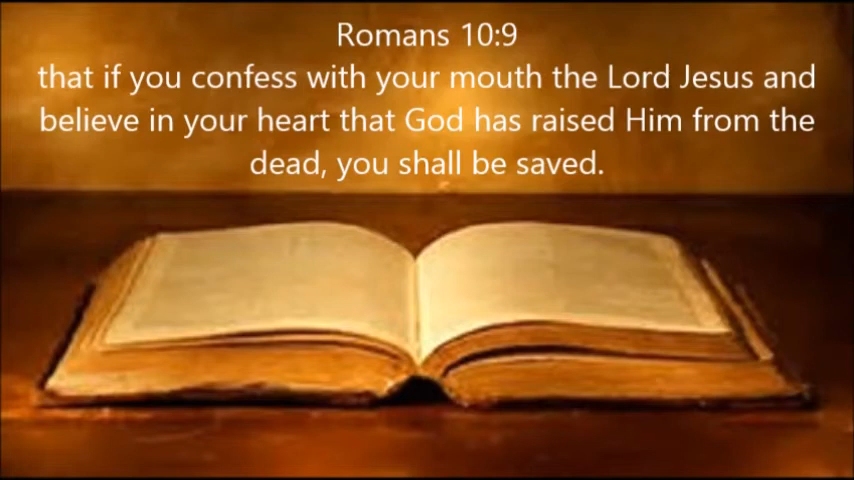 Romans 10:9
that if you confess with your mouth the Lord Jesus and
believe in your heart that God has raised Him from the
dead, you shall be saved.